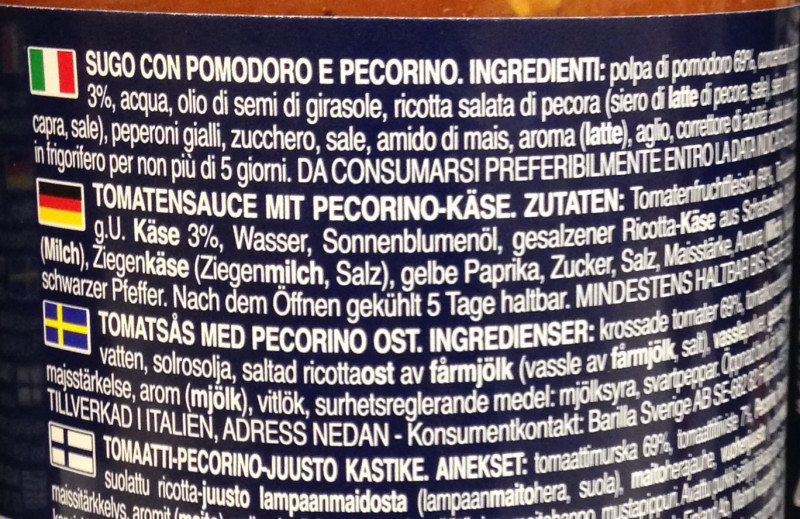 SUGO CON POMODORO E PECORINO. INGREDIENTI: polpa di pomodoro 69%,
3%, acqua, olio di semi di girasole, ricotta salata di pecora (siero di latte di pecora, sale),
capra, sale), peperoni gialli, zucchero, sale, amido di mais, aroma (latte), aglio, correttore di acidità:
in frigorifero per non più di 5 giorni. DA CONSUMARSI PREFERIBILMENTE ENTRO LA DATA
TOMATENSAUCE MIT PECORINO-KÄSE. ZUTATEN: Tomatenfruchtfleisch 69%,
g.U. Käse 3%, Wasser, Sonnenblumenöl, gesalzener Ricotta-Käse aus
(Milch), Ziegenkäse (Ziegenmilch, Salz), gelbe Paprika, Zucker, Salz, Maisstärke, Aroma
schwarzer Pfeffer. Nach dem Öffnen gekühlt 5 Tage haltbar. MINDESTENS HALTBAR BIS:
TOMATSÅS MED PECORINO OST. INGREDIENSER: krossade tomater 69%,
vatten, solrosolja, saltad ricottaost av fårmjölk (vassle av fårmjölk, salt),
majsstärkelse, arom (mjölk), vitlök, surhetsreglerande medel: mjölksyra, svartpeppar.
TILLVERKAD I ITALIEN, ADRESS NEDAN - Konsumentkontakt: Barilla Sverige AB
TOMAATTI-PECORINO-JUUSTO KASTIKE. AINEKSET: tomaattimurska 69%,
suolattu ricotta-juusto lampaanmaidosta (lampaanmaitohera, suola), maitoherajauhe,
maissitärkkelys, mustapippuri.